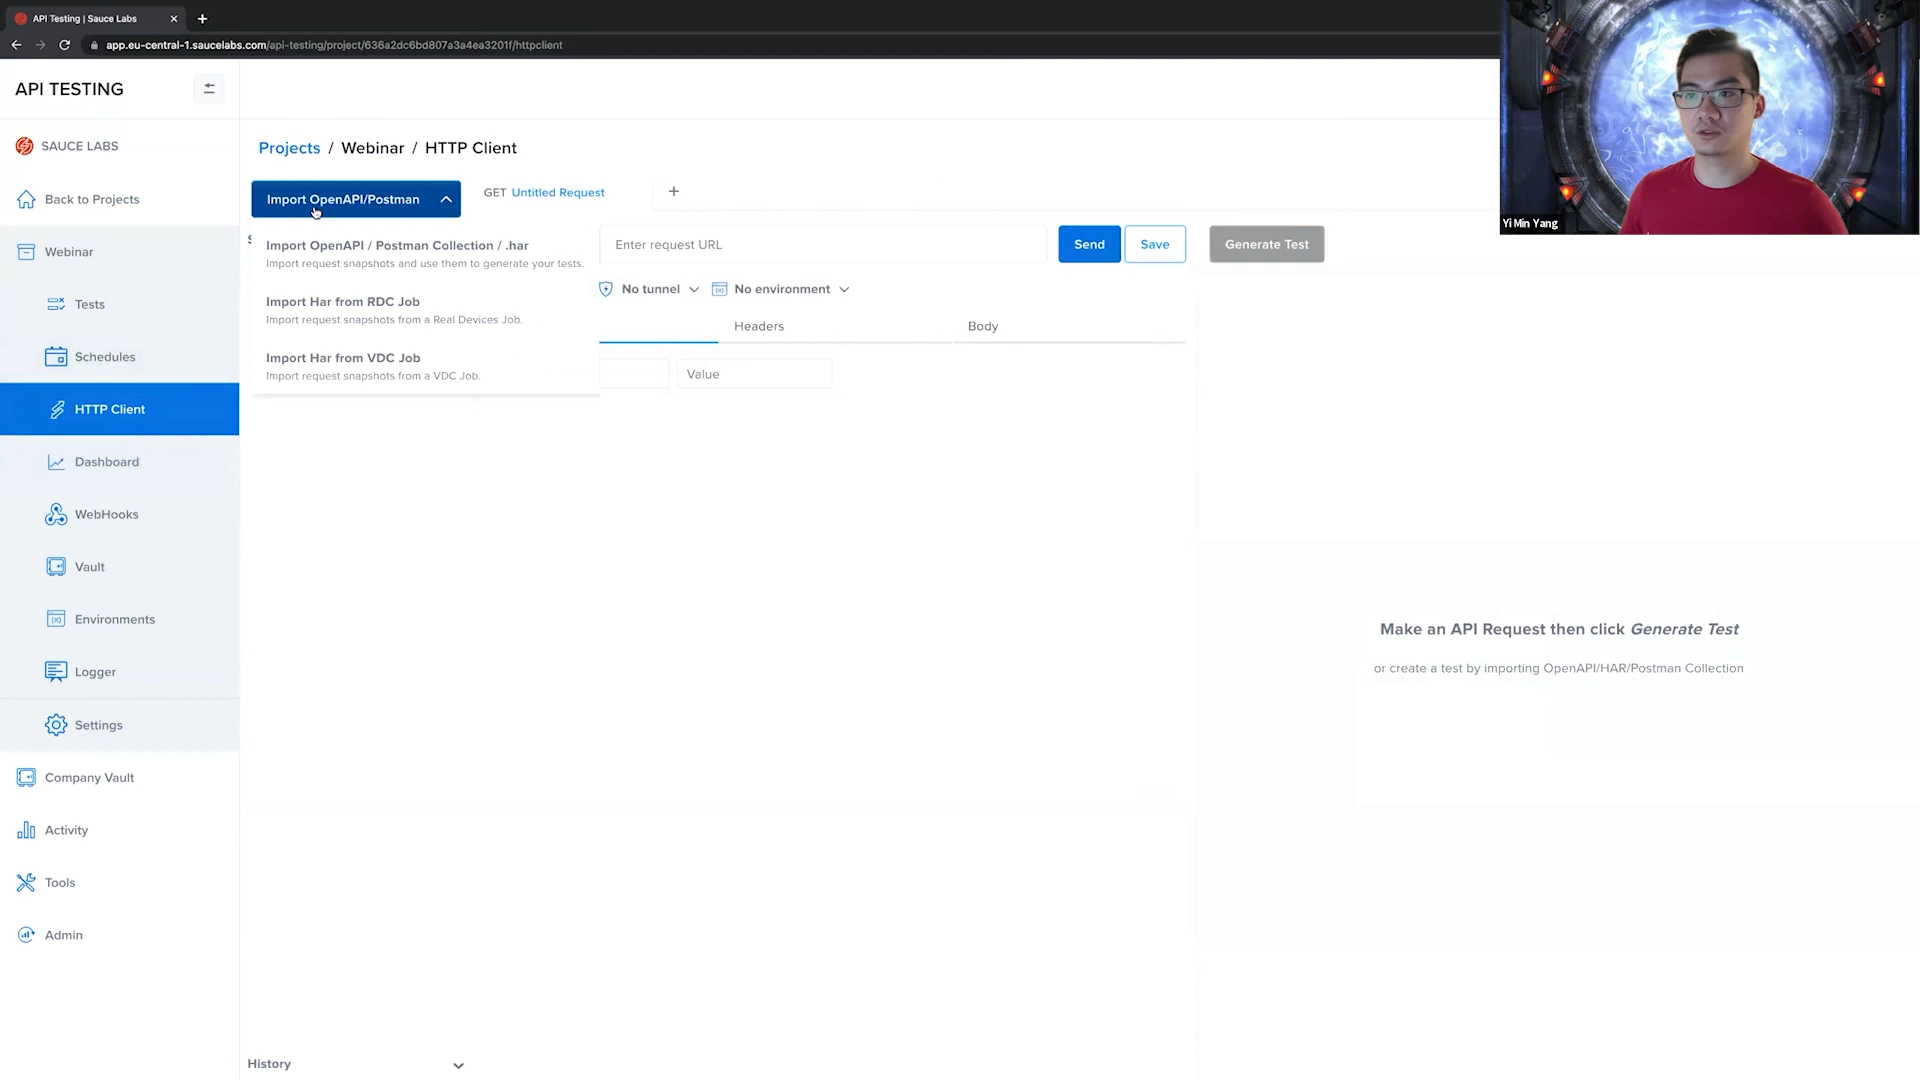 API Testing | Sauce Labs
app.eu-central-1.saucelabs.com/api-testing/project/636a2dc6bd807a3a4ea3201f/httpclient
API TESTING
SAUCE LABS
Back to Projects
Webinar
Tests
Schedules
HTTP Client
Dashboard
WebHooks
Vault
Environments
Logger
Settings
Company Vault
Activity
Tools
Admin
Projects / Webinar / HTTP Client
Import OpenAPI/Postman
GET Untitled Request
+
Import OpenAPI / Postman Collection / .har
Import request snapshots and use them to generate your tests.
Import Har from RDC Job
Import request snapshots from a Real Devices Job.
Import Har from VDC Job
Import request snapshots from a VDC Job.
Enter request URL
Send
Save
Generate Test
No tunnel
No environment
Headers
Body
Value
Make an API Request then click Generate Test
or create a test by importing OpenAPI/HAR/Postman Collection
History
Yi Min Yang